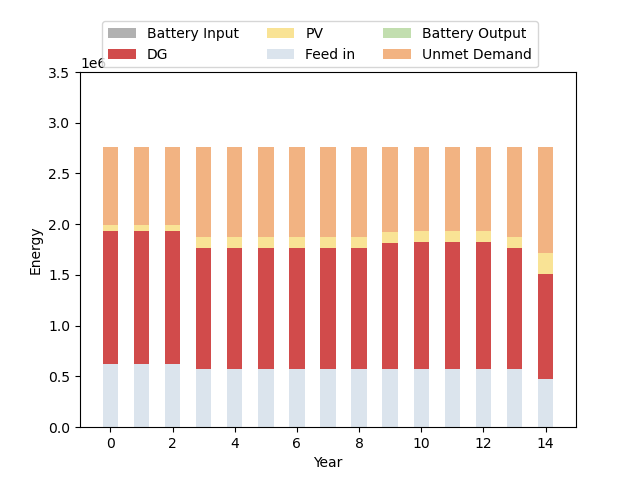 Battery Input PV Battery Output
DG Feed in Unmet Demand
1e6
3.5
3.0
2.5
2.0
1.5
1.0
0.5
0.0
Energy
0 2 4 6 8 10 12 14
Year